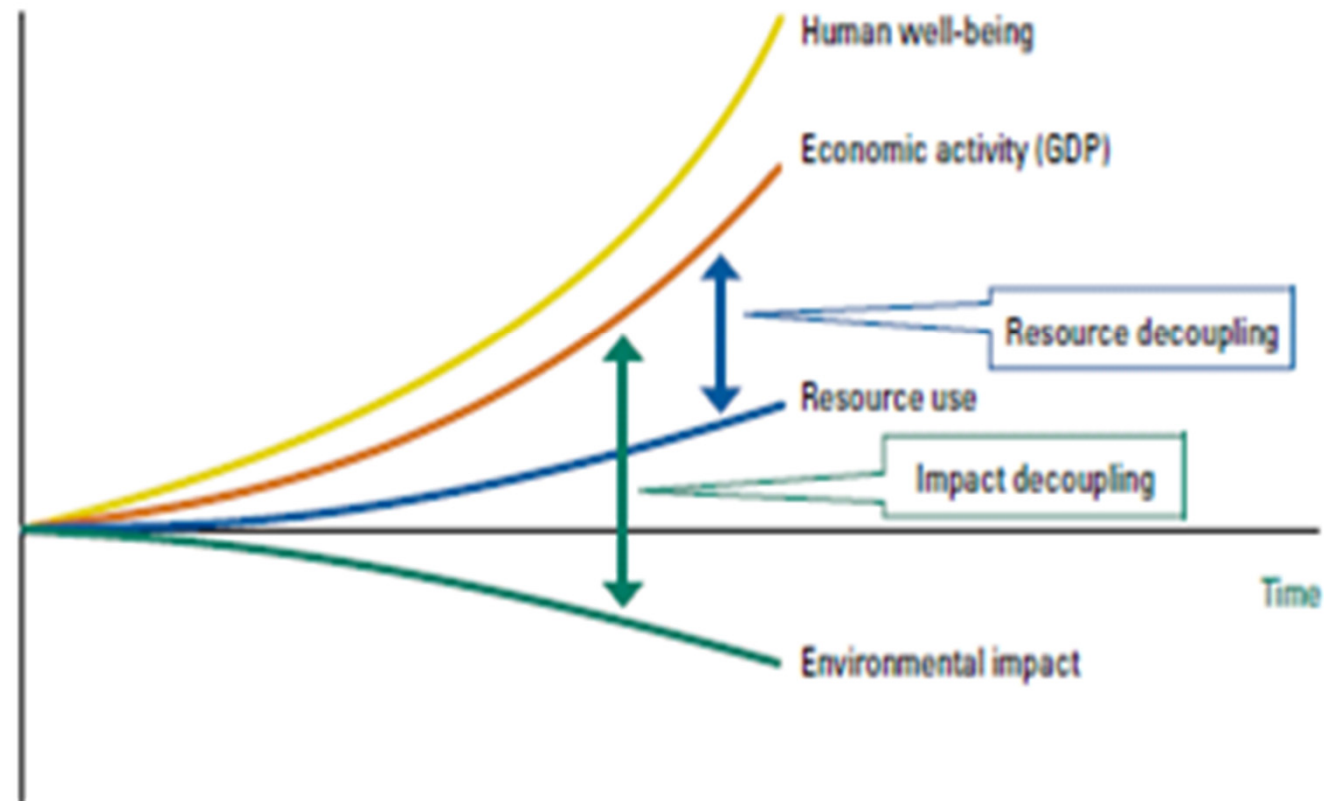 Human well-being
Economic activity (GDP)
Resource decoupling
Resource use
Impact decoupling
Time
Environmental impact